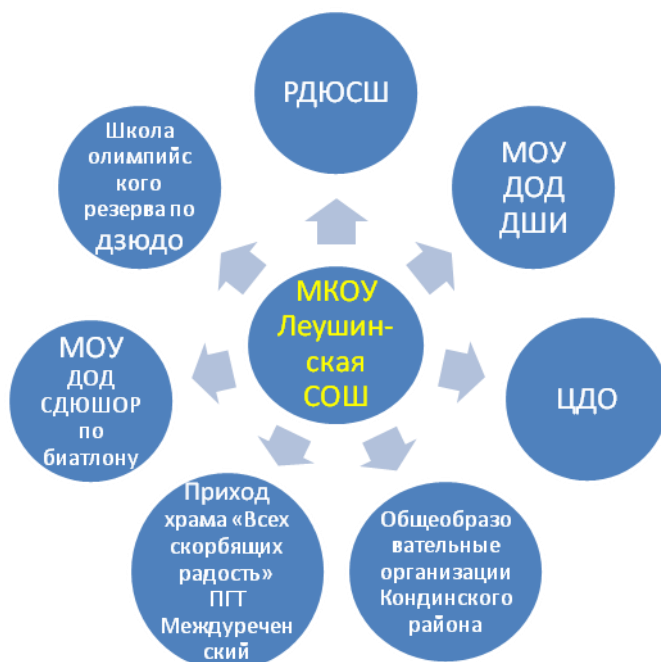 РДЮСШ
МОУ
ДОД
ДШИ
ЦДО
Общеобразо
вательные
организации
Кондинского
района
Приход
храма «Всех
скорбящих
радость»
ПГТ
Междуречен
ский
МОУ
ДОД
СДЮШОР
по
биатлону
Школа
олимпийс
кого
резерва по
дзюдо
МКОУ
Леушин-
ская
СОШ